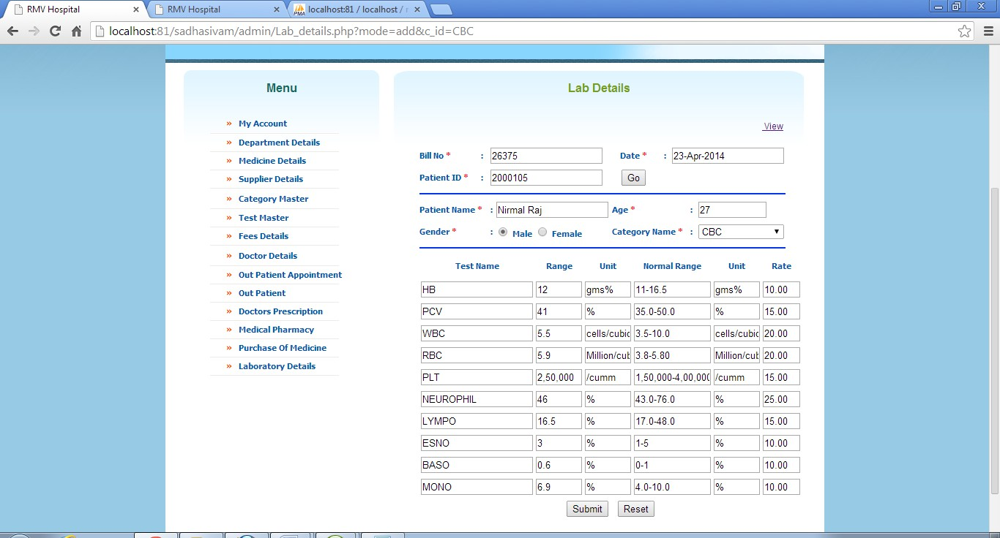 RMV Hospital × RMV Hospital × PMA localhost:81 / localhost / ×
localhost:81/sadhasivam/admin/Lab_details.php?mode=add&c_id=CBC
Menu
» My Account
» Department Details
» Medicine Details
» Supplier Details
» Category Master
» Test Master
» Fees Details
» Doctor Details
» Out Patient Appointment
» Out Patient
» Doctors Prescription
» Medical Pharmacy
» Purchase Of Medicine
» Laboratory Details
Lab Details
View
Bill No * : 26375 Date * : 23-Apr-2014
Patient ID * : 2000105 Go
Patient Name * : Nirmal Raj Age * : 27
Gender * : Male Female Category Name * : CBC
Test Name Range Unit Normal Range Unit Rate
HB 12 gms% 11-16.5 gms% 10.00
PCV 41 % 35.0-50.0 % 15.00
WBC 5.5 cells/cubic 3.5-10.0 cells/cubic 20.00
RBC 5.9 Million/cub 3.8-5.80 Million/cub 20.00
PLT 2,50,000 /cumm 1,50,000-4,00,000 /cumm 15.00
NEUROPHIL 46 % 43.0-76.0 % 25.00
LYMPO 16.5 % 17.0-48.0 % 15.00
ESNO 3 % 1-5 % 10.00
BASO 0.6 % 0-1 % 10.00
MONO 6.9 % 4.0-10.0 % 10.00
Submit Reset